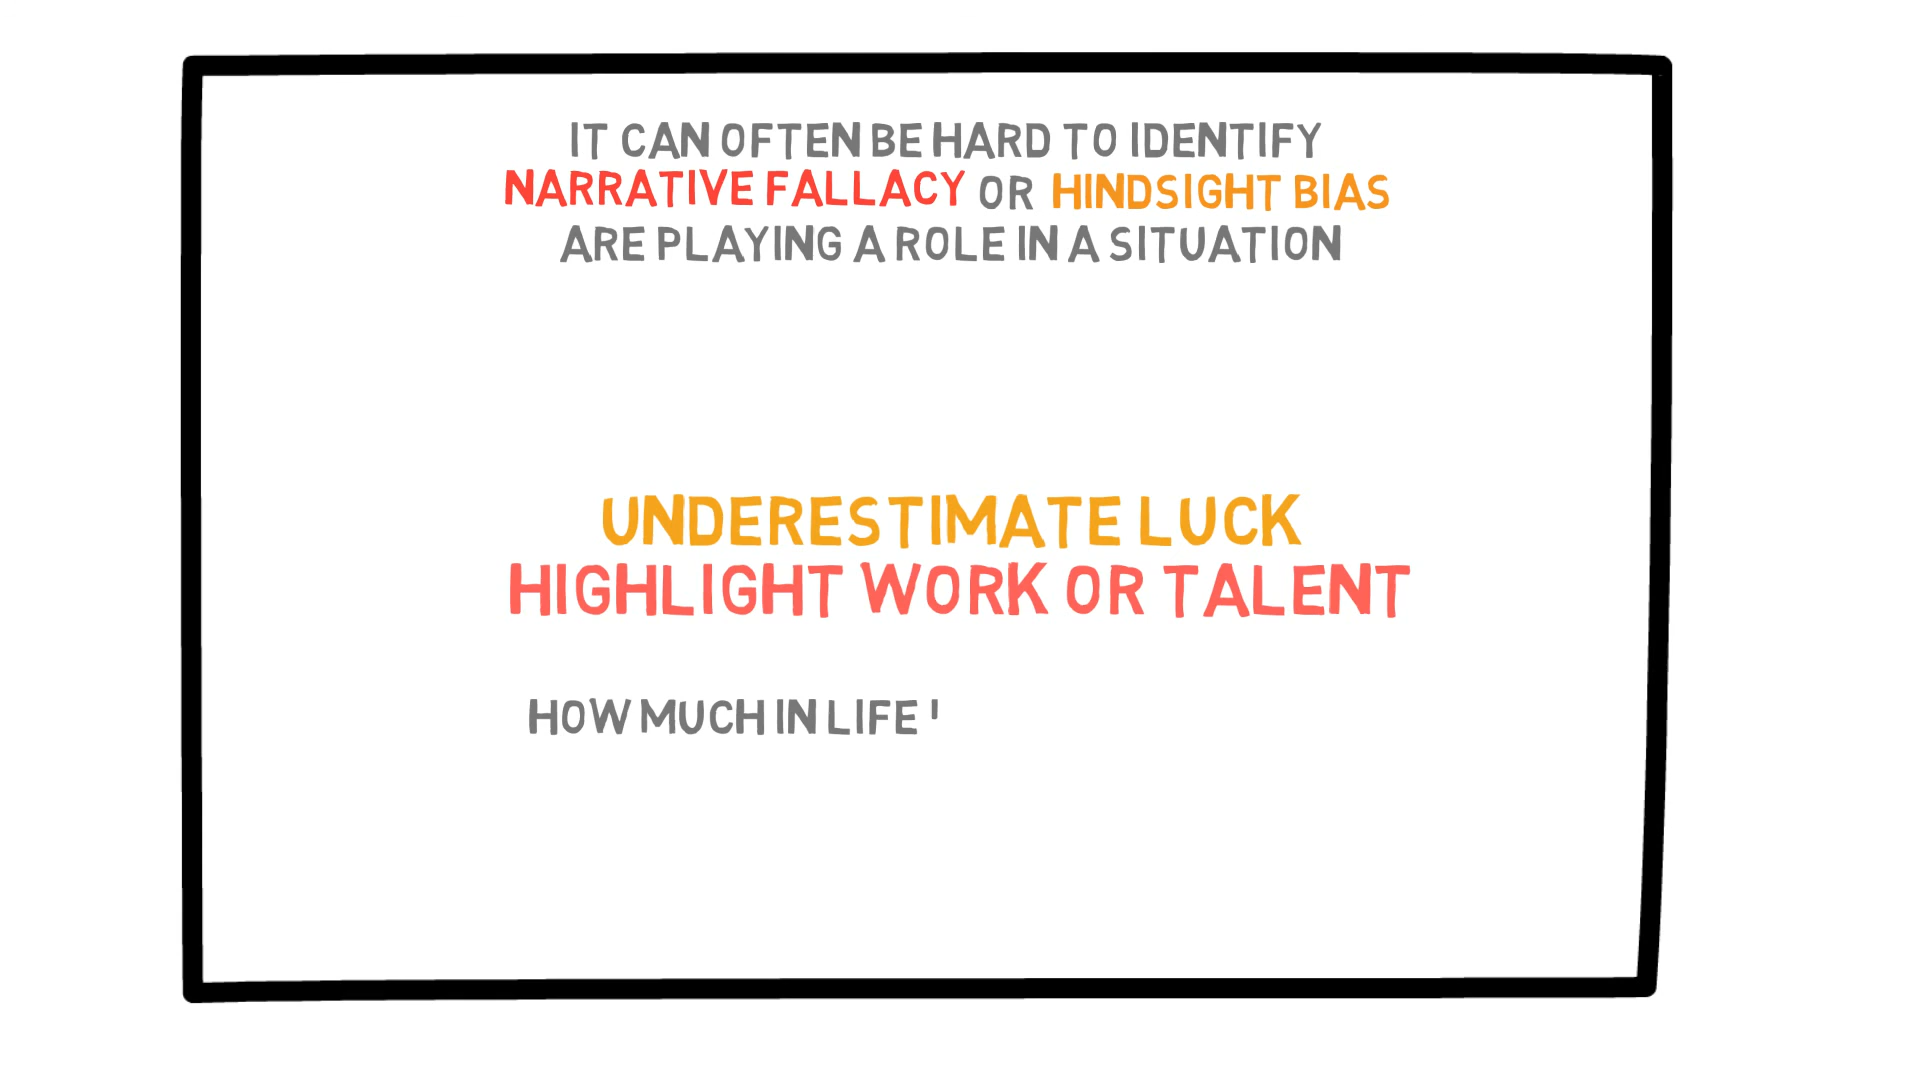 IT CAN OFTEN BE HARD TO IDENTIFY
NARRATIVE FALLACY OR HINDSIGHT BIAS
ARE PLAYING A ROLE IN A SITUATION
UNDERESTIMATE LUCK
HIGHLIGHT WORK OR TALENT
HOW MUCH IN LIFE